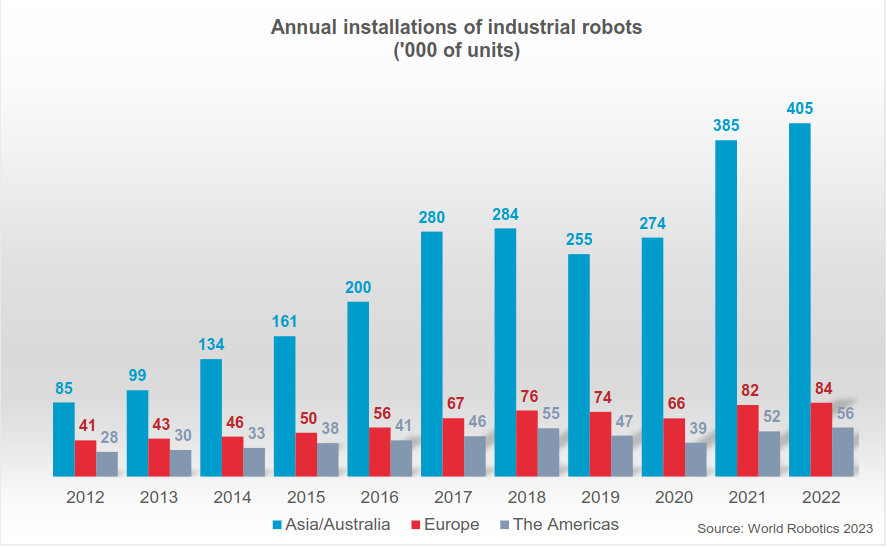 Annual installations of industrial robots
('000 of units)
85 41 28
99 43 30
134 46 33
161 50 38
200 56 41
280 67 46
284 76 55
255 74 47
274 66 39
385 82 52
405 84 56
2012 2013 2014 2015 2016 2017 2018 2019 2020 2021 2022
Asia/Australia Europe The Americas
Source: World Robotics 2023